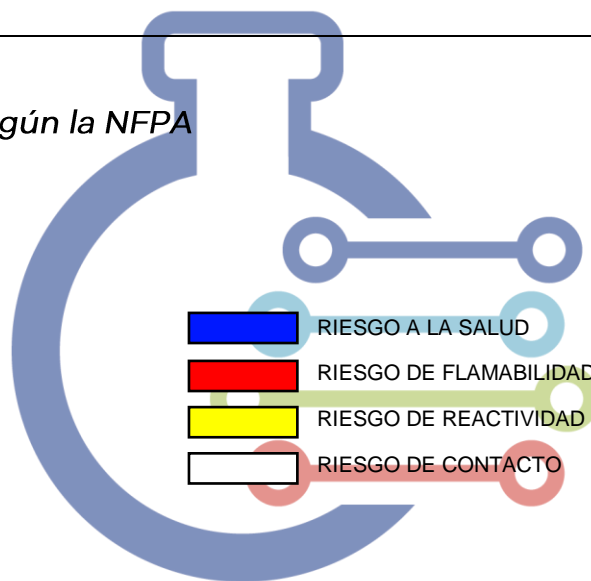 gún la NFPA
RIESGO A LA SALUD
RIESGO DE FLAMABILIDAD
RIESGO DE REACTIVIDAD
RIESGO DE CONTACTO